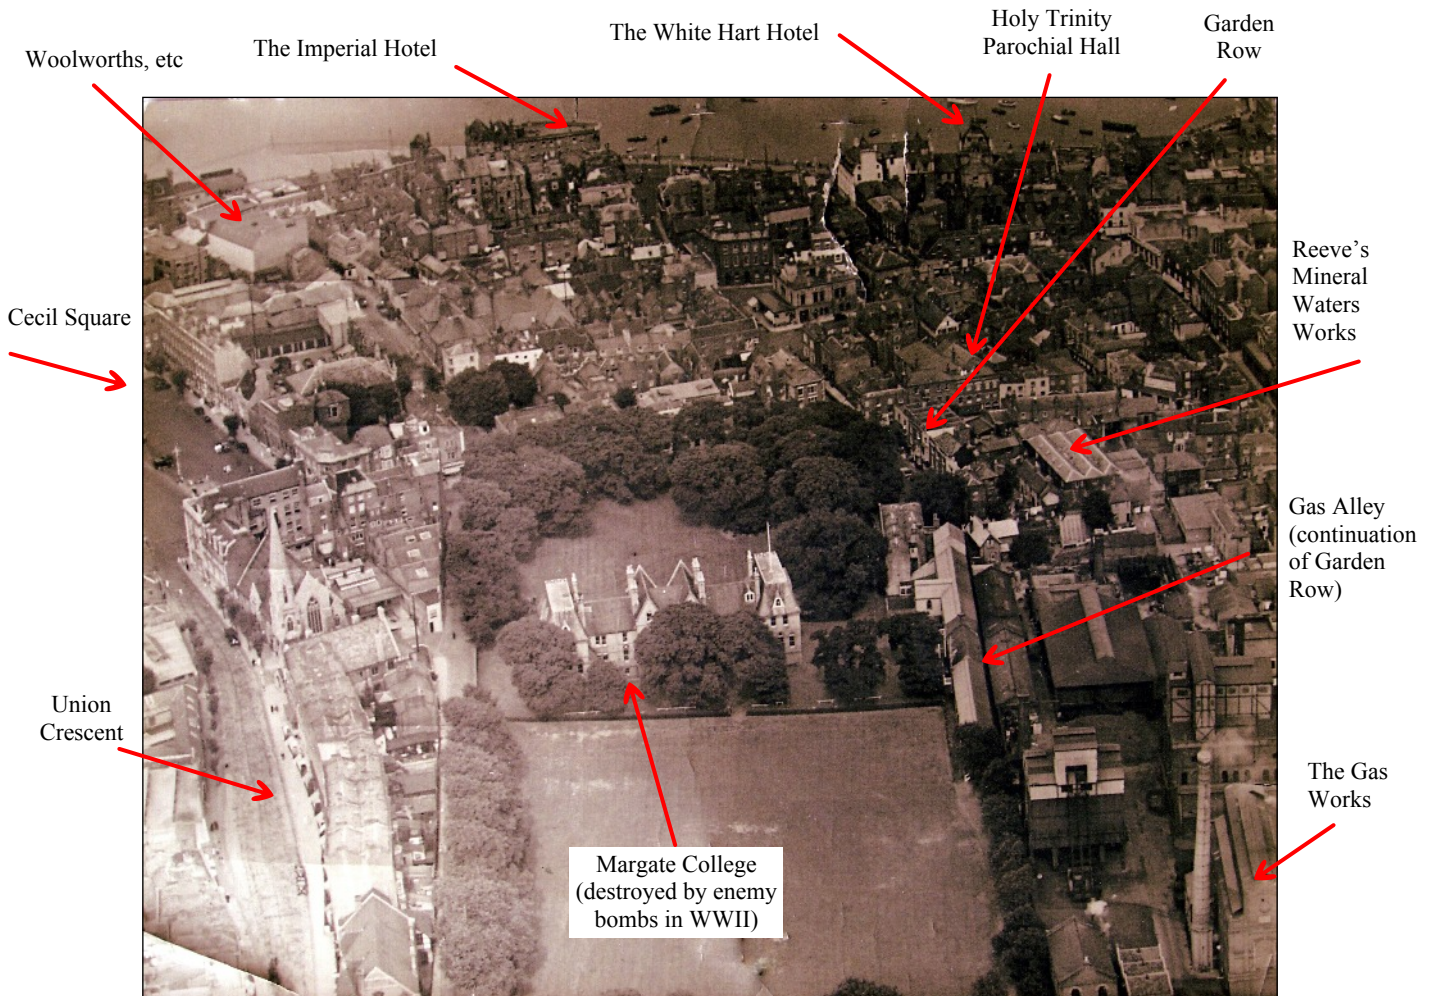 Woolworths, etc
The Imperial Hotel
The White Hart Hotel
Holy Trinity
Parochial Hall
Garden
Row
Reeve’s
Mineral
Waters
Works
Cecil Square
Gas Alley
(continuation
of Garden
Row)
Union
Crescent
The Gas
Works
Margate College
(destroyed by enemy
bombs in WWII)